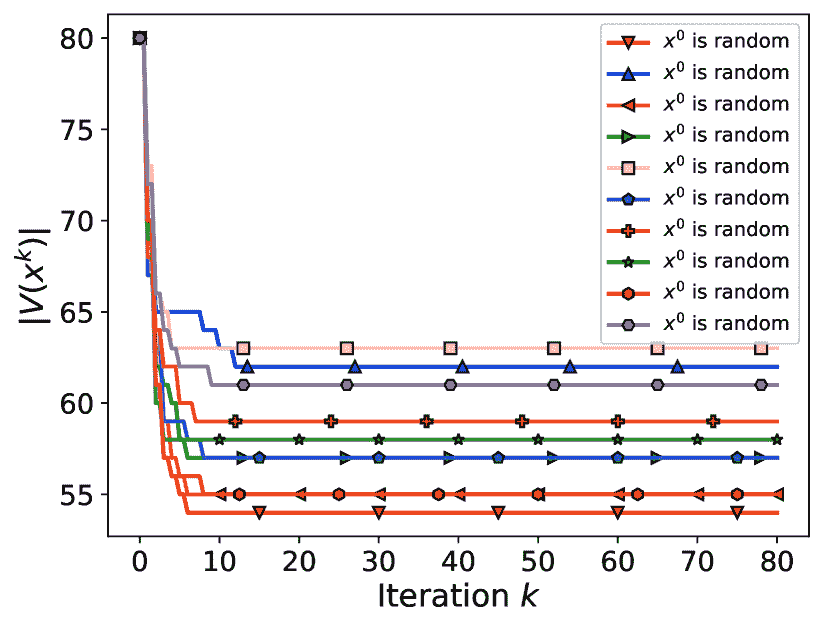 80
75
70
65
60
55
|V(x^k)|
x^0 is random
x^0 is random
x^0 is random
x^0 is random
x^0 is random
x^0 is random
x^0 is random
x^0 is random
x^0 is random
x^0 is random
0 10 20 30 40 50 60 70 80
Iteration k